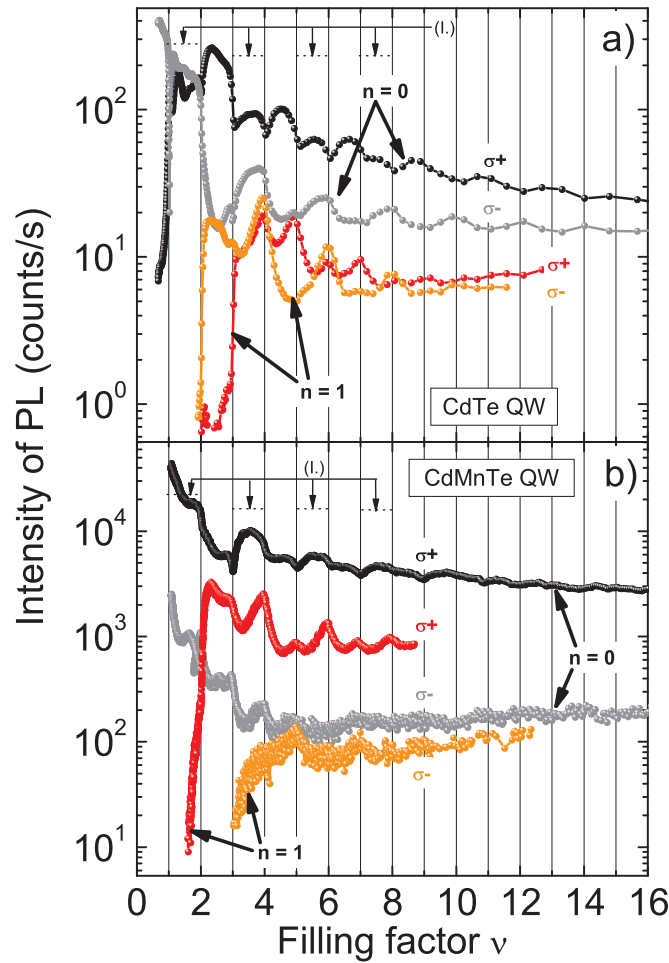 (I.)
a)
10²
n = 0
σ+
σ-
10¹
σ+
σ-
n = 1
10⁰
CdTe QW
Intensity of PL (counts/s)
(I.)
CdMnTe QW
b)
10⁴
σ+
10³
σ+
n = 0
σ-
10²
σ-
n = 1
10¹
0 2 4 6 8 10 12 14 16
Filling factor ν